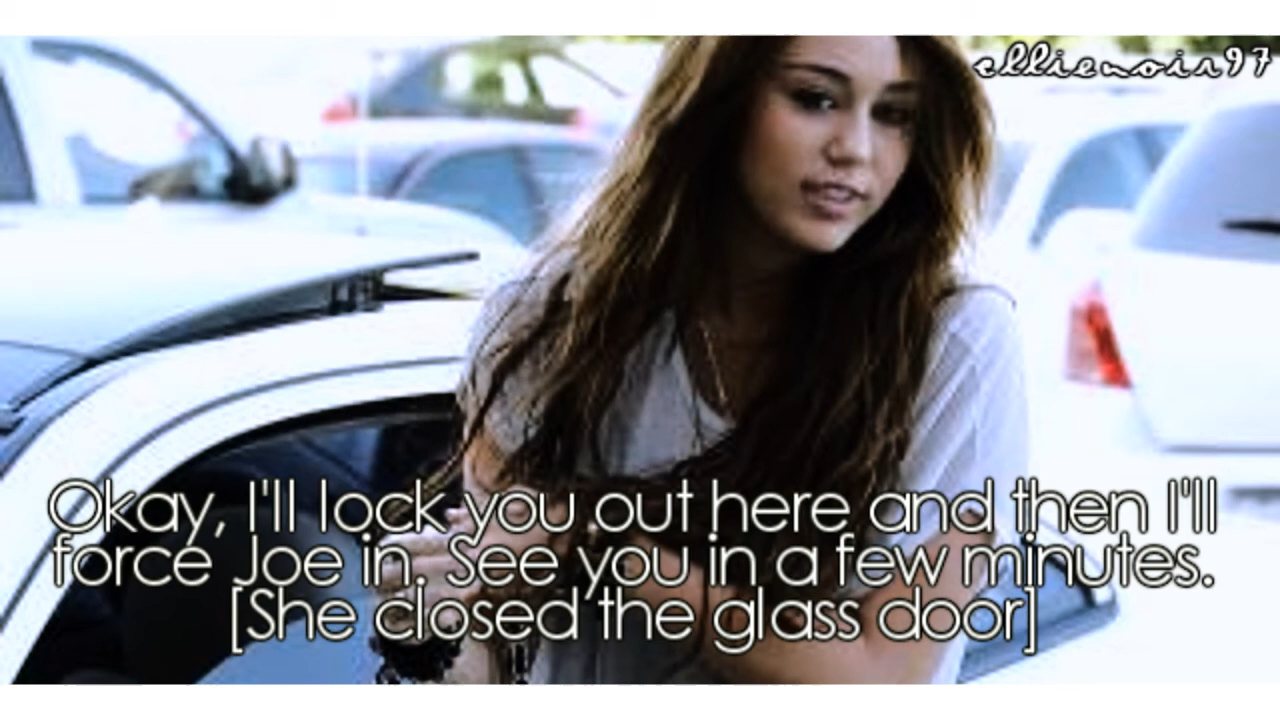 ellienoir97
Okay, I'll lock you out here and then I'll
force Joe in. See you in a few minutes.
[She closed the glass door]